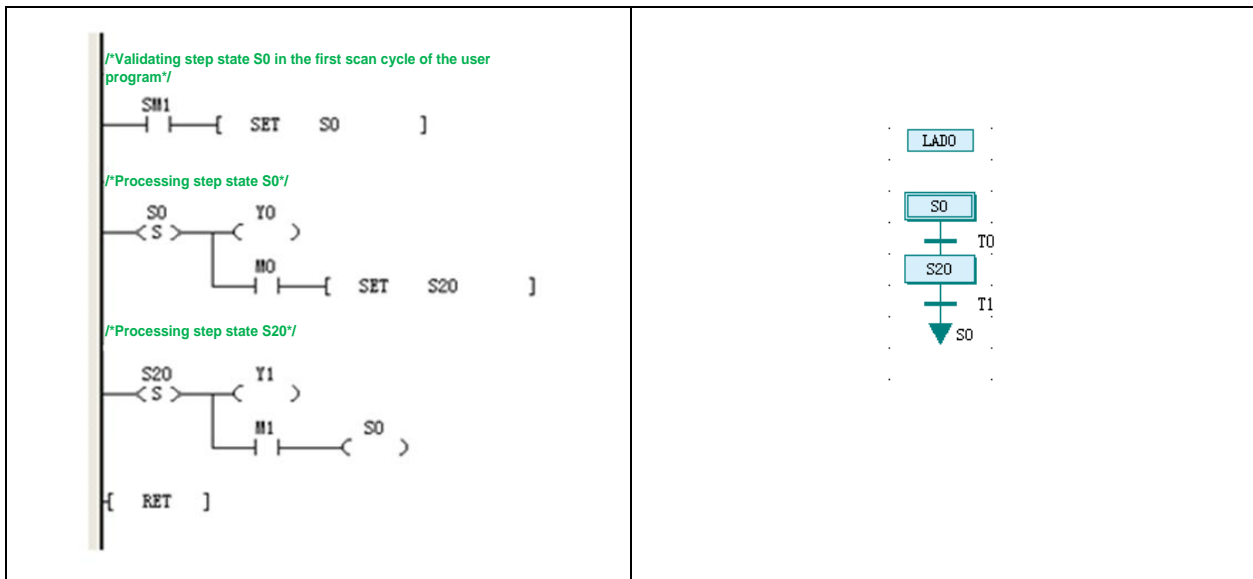 /*Validating step state S0 in the first scan cycle of the user
program*/
SM1
[ SET S0 ]
/*Processing step state S0*/
S0 Y0
S ( )
M0
[ SET S20 ]
/*Processing step state S20*/
S20 Y1
S ( )
M1 S0
( )
[ RET ]
LAD0
S0
T0
S20
T1
S0